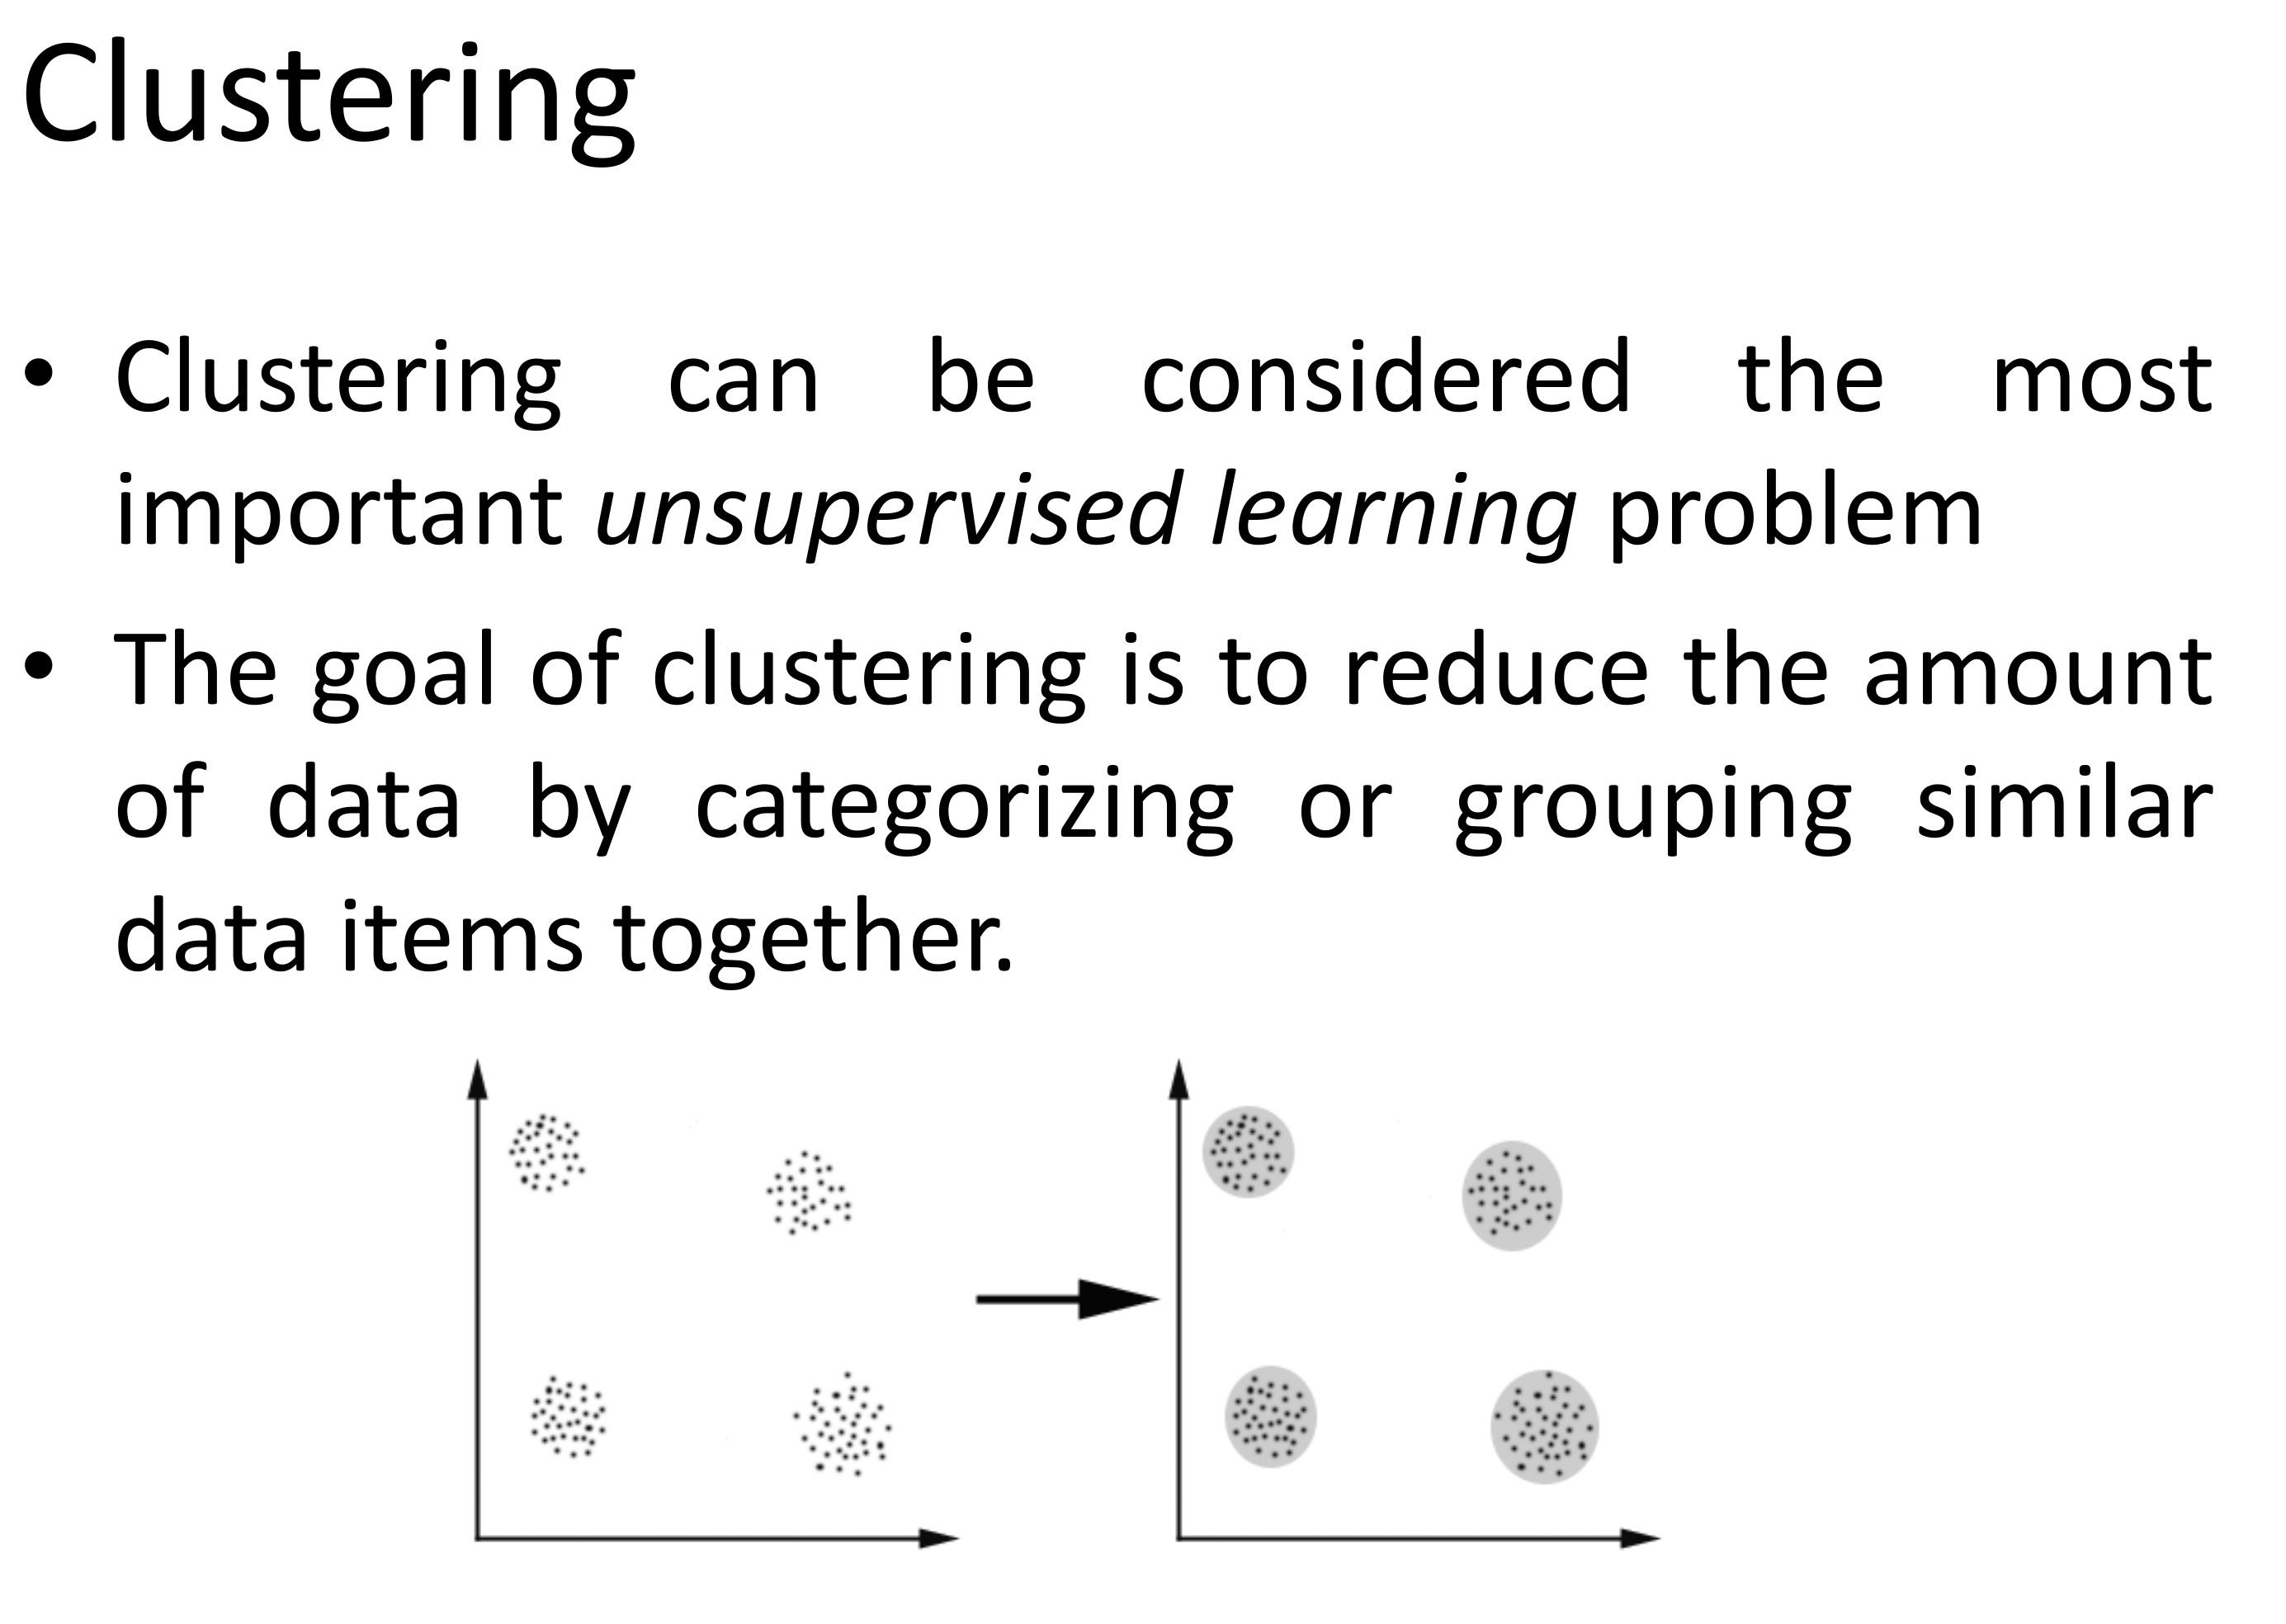 Clustering
• Clustering can be considered the most
important unsupervised learning problem
• The goal of clustering is to reduce the amount
of data by categorizing or grouping similar
data items together.